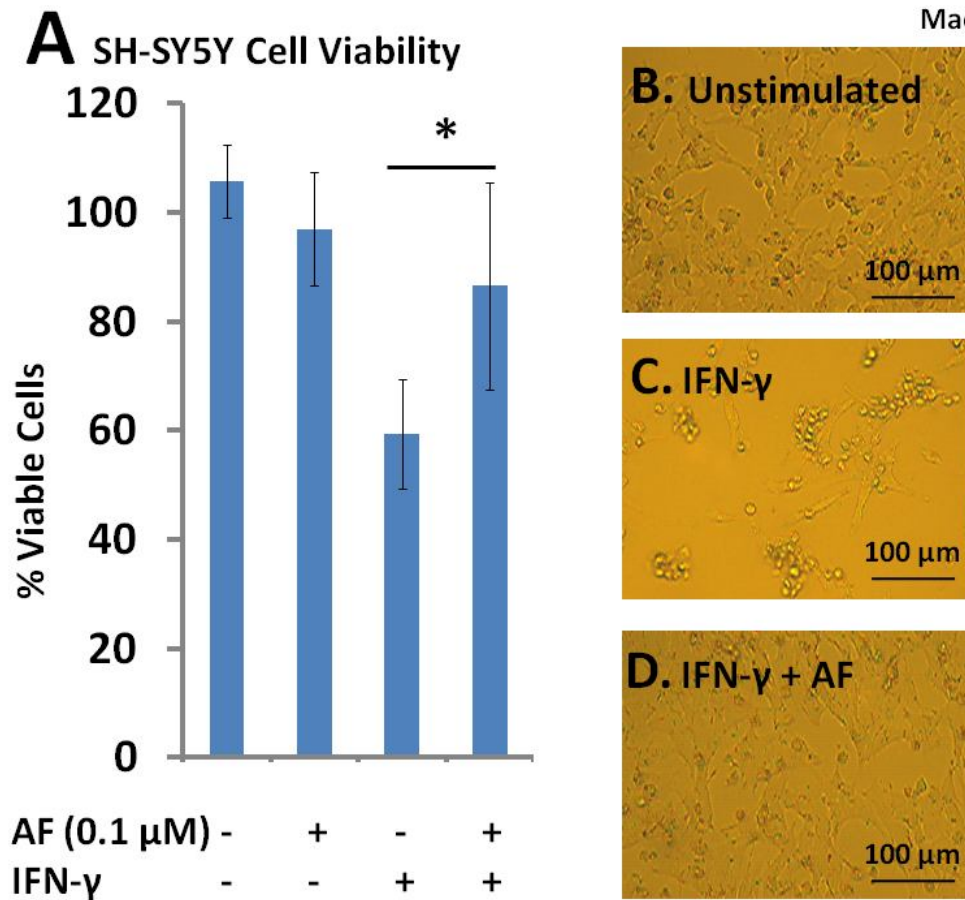 A SH-SY5Y Cell Viability
% Viable Cells
120
100
80
60
40
20
0
*
AF (0.1 µM) - + - +
IFN-γ - - + +
B. Unstimulated
100 µm
C. IFN-γ
100 µm
D. IFN-γ + AF
100 µm